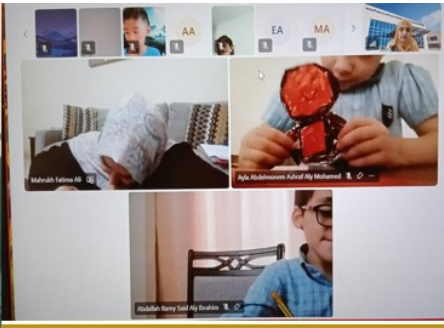 AA EA MA
Mahrukh Fatima Ali
Ayla Abdelmonem Ashraf Aly Mohamed
Abdallah Ramy Said Aly Ibrahim